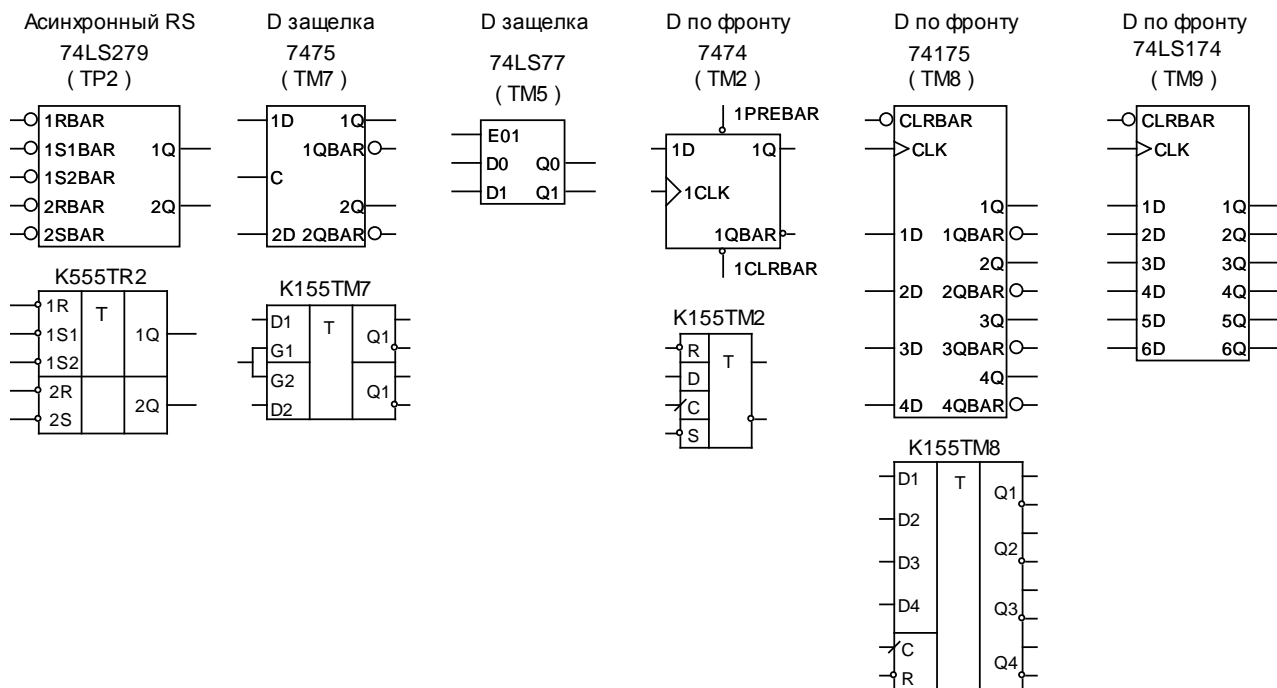 Асинхронный RS
74LS279
( ТР2 )
1RBAR
1S1BAR
1Q
1S2BAR
2RBAR
2Q
2SBAR
K555TR2
1R
T
1S1
1Q
1S2
2R
2Q
2S
D защелка
7475
( TM7 )
1D
1Q
1QBAR
C
2Q
2D
2QBAR
K155TM7
D1
T
Q1
G1
G2
Q1
D2
D защелка
74LS77
( TM5 )
E01
D0
Q0
D1
Q1
D по фронту
7474
( TM2 )
1PREBAR
1D
1Q
1CLK
1QBAR
1CLRBAR
K155TM2
R
T
D
C
S
D по фронту
74175
( TM8 )
CLRBAR
CLK
1Q
1D
1QBAR
2Q
2D
2QBAR
3Q
3D
3QBAR
4Q
4D
4QBAR
K155TM8
D1
T
Q1
D2
Q2
D3
D4
Q3
C
Q4
R
D по фронту
74LS174
( TM9 )
CLRBAR
CLK
1D
1Q
2D
2Q
3D
3Q
4D
4Q
5D
5Q
6D
6Q